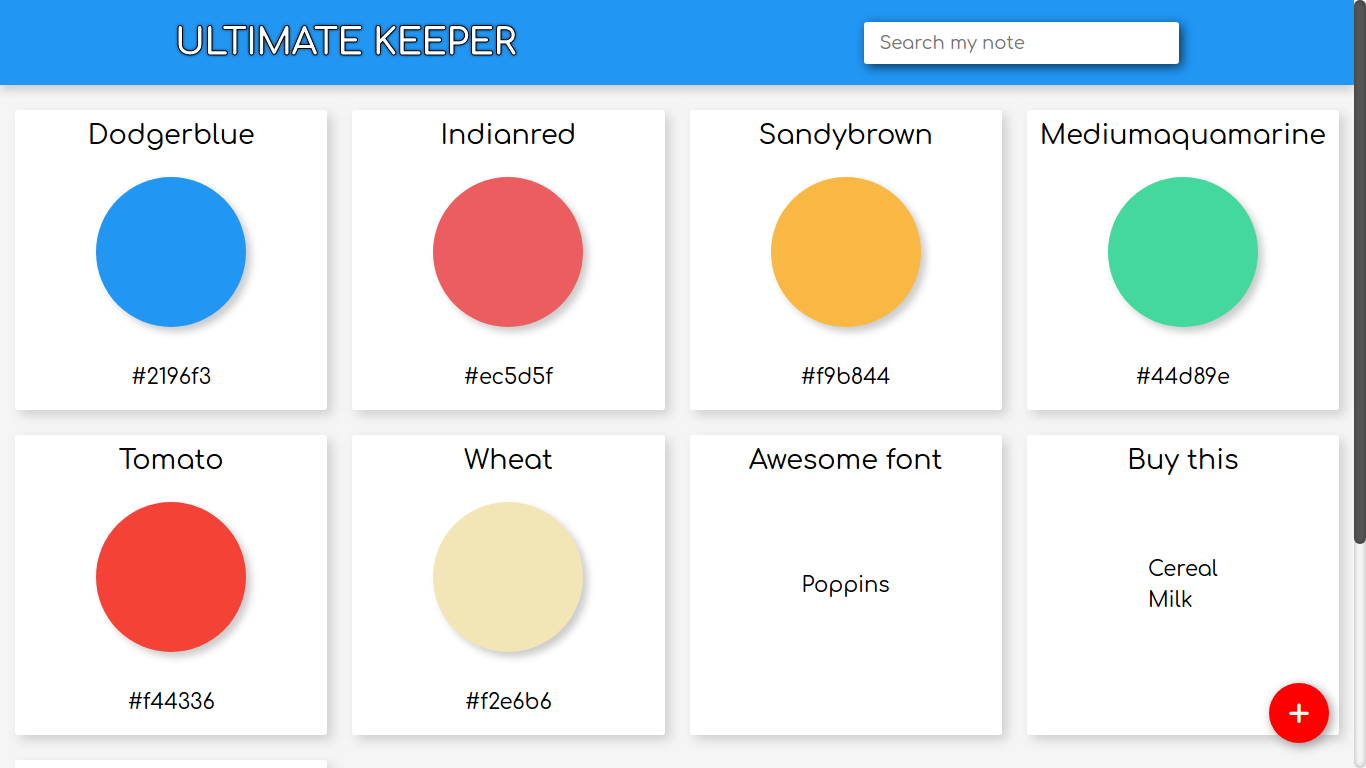 ULTIMATE KEEPER
Search my note
Dodgerblue
Indianred
Sandybrown
Mediumaquamarine
#2196f3
#ec5d5f
#f9b844
#44d89e
Tomato
Wheat
Awesome font
Buy this
Poppins
Cereal
Milk
#f44336
#f2e6b6
+